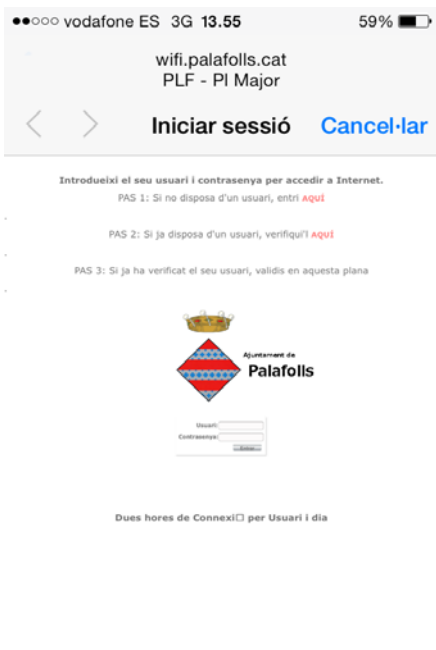 vodafone ES 3G 13.55 59%
wifi.palafolls.cat
PLF - Pl Major
Iniciar sessió Cancel·lar
Introdueixi el seu usuari i contrasenya per accedir a Internet.
PAS 1: Si no disposa d'un usuari, entri AQUÍ
.
PAS 2: Si ja disposa d'un usuari, verifiqui'l AQUÍ
.
PAS 3: Si ja ha verificat el seu usuari, validis en aquesta plana
.
Ajuntament de
Palafolls
Usuari:
Contrasenya:
Entrar
Dues hores de Connexi□ per Usuari i dia